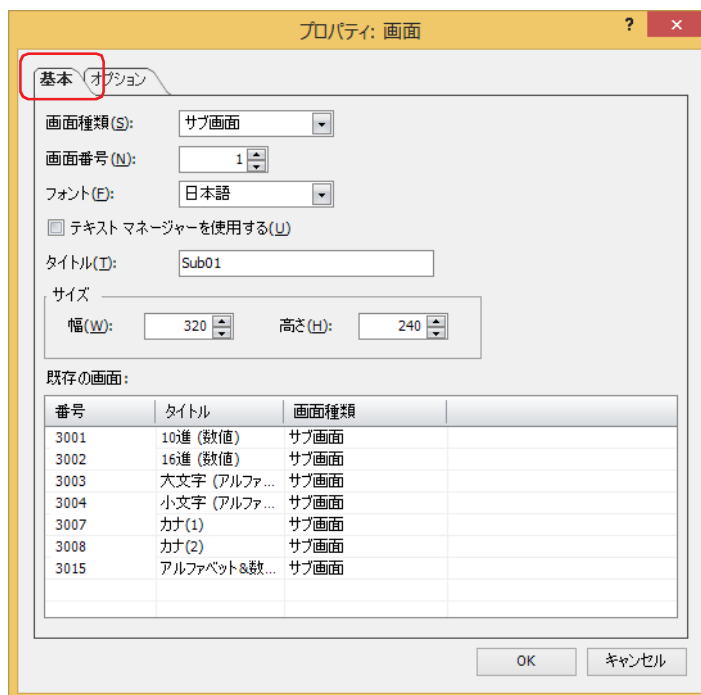 プロパティ: 画面
? ×
基本 オプション
画面種類(S): サブ画面
画面番号(N): 1
フォント(F): 日本語
テキスト マネージャーを使用する(U)
タイトル(T): Sub01
サイズ
幅(W): 320 高さ(H): 240
既存の画面:
番号 タイトル 画面種類
3001 10進 (数値) サブ画面
3002 16進 (数値) サブ画面
3003 大文字 (アルファ... サブ画面
3004 小文字 (アルファ... サブ画面
3007 カナ(1) サブ画面
3008 カナ(2) サブ画面
3015 アルファベット&数... サブ画面
OK キャンセル